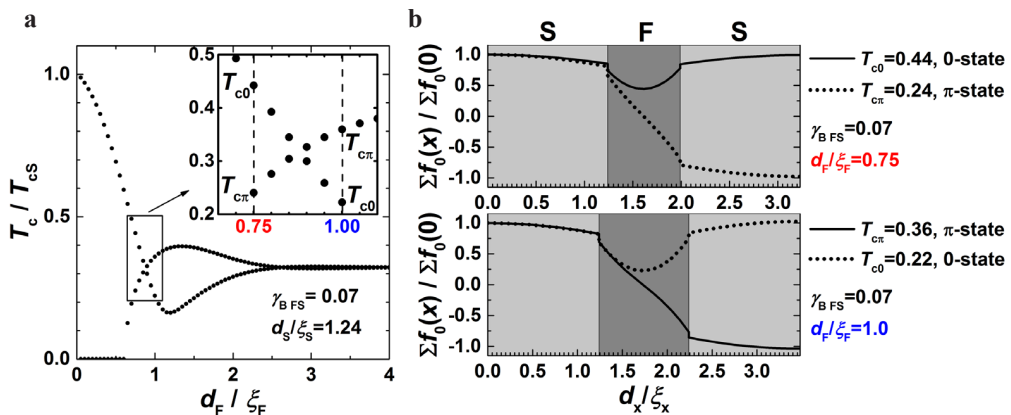 a
T_c / T_cS
1.0
0.5
0.0
0 1 2 3 4
d_F / ξ_F
γ_B FS = 0.07
d_S/ξ_S=1.24
0.5
0.4
0.3
0.2
T_c0
T_cπ
T_cπ
T_c0
0.75 1.00
b
S F S
Σf_0(x) / Σf_0(0)
1.0
0.5
0.0
-0.5
-1.0
0.0 0.5 1.0 1.5 2.0 2.5 3.0
T_c0=0.44, 0-state
T_cπ=0.24, π-state
γ_B FS=0.07
d_F/ξ_F=0.75
Σf_0(x) / Σf_0(0)
1.0
0.5
0.0
-0.5
-1.0
0.0 0.5 1.0 1.5 2.0 2.5 3.0
d_x/ξ_x
T_cπ=0.36, π-state
T_c0=0.22, 0-state
γ_B FS=0.07
d_F/ξ_F=1.0